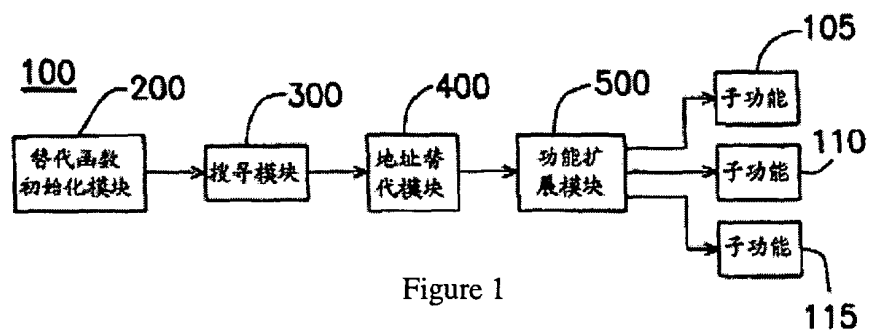 100
200
300
400
500
105
子功能
替代函数
初始化模块
搜寻模块
地址替
代模块
功能扩
展模块
子功能
110
子功能
115
Figure 1